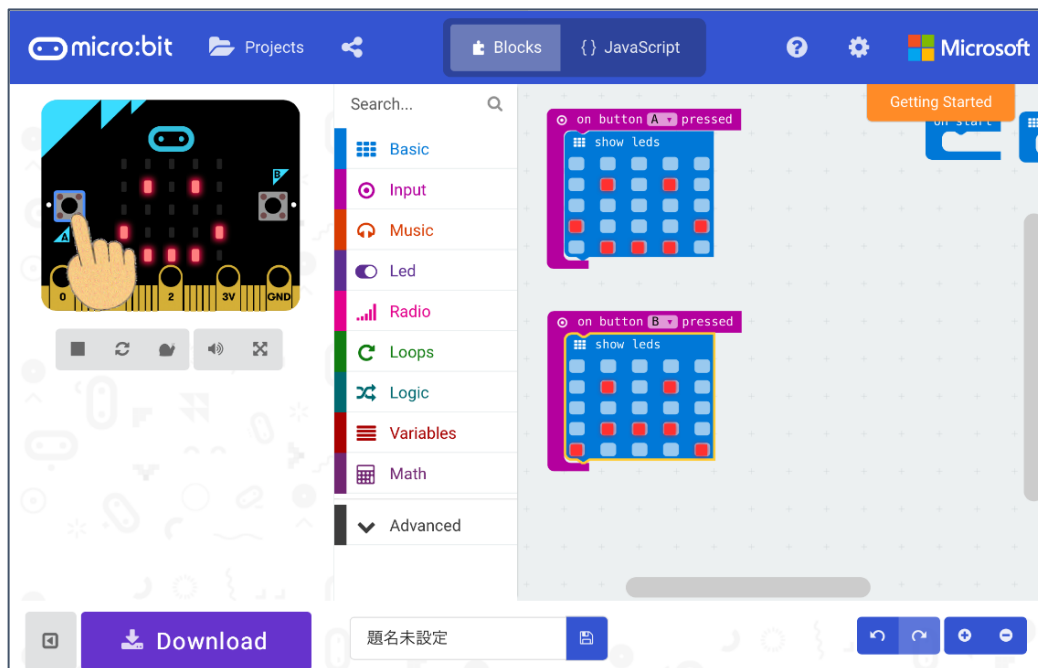 micro:bit
Projects
Blocks
{} JavaScript
?
Microsoft
Getting Started
Search...
Basic
Input
Music
Led
Radio
Loops
Logic
Variables
Math
Advanced
A
B
0
2
3V
GND
on button A pressed
show leds
on button B pressed
show leds
on start
Download
題名未設定